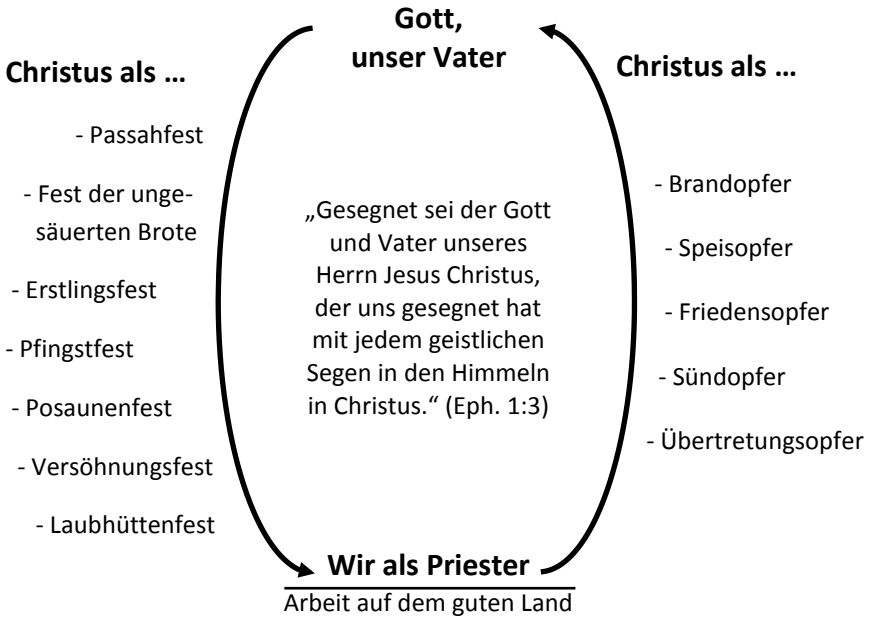 Gott,
unser Vater
Christus als ...
- Passahfest
- Fest der unge-
säuerten Brote
- Erstlingsfest
- Pfingstfest
- Posaunenfest
- Versöhnungsfest
- Laubhüttenfest
„Gesegnet sei der Gott
und Vater unseres
Herrn Jesus Christus,
der uns gesegnet hat
mit jedem geistlichen
Segen in den Himmeln
in Christus.“ (Eph. 1:3)
Christus als ...
- Brandopfer
- Speisopfer
- Friedensopfer
- Sündopfer
- Übertretungsopfer
Wir als Priester
Arbeit auf dem guten Land